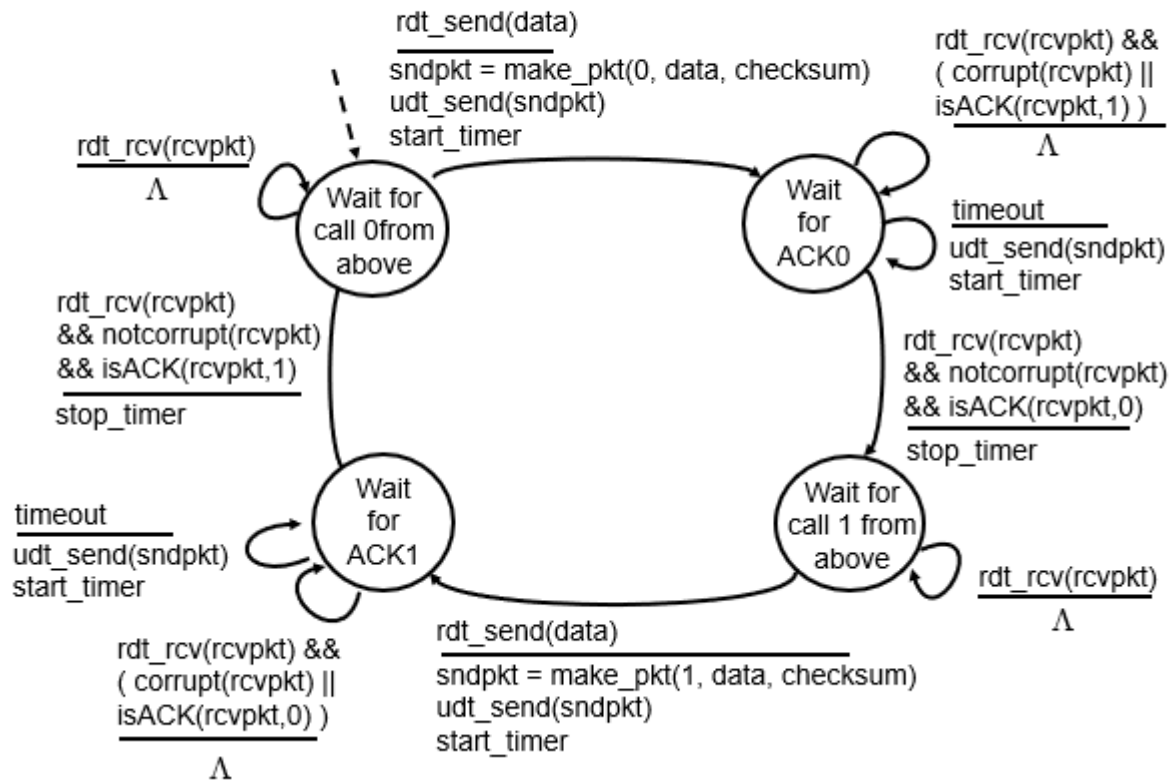 rdt_send(data)
sndpkt = make_pkt(0, data, checksum)
udt_send(sndpkt)
start_timer
rdt_rcv(rcvpkt) &&
( corrupt(rcvpkt) ||
isACK(rcvpkt,1) )
Λ
rdt_rcv(rcvpkt)
Λ
Wait for
call 0from
above
Wait
for
ACK0
timeout
udt_send(sndpkt)
start_timer
rdt_rcv(rcvpkt)
&& notcorrupt(rcvpkt)
&& isACK(rcvpkt,1)
stop_timer
rdt_rcv(rcvpkt)
&& notcorrupt(rcvpkt)
&& isACK(rcvpkt,0)
stop_timer
timeout
udt_send(sndpkt)
start_timer
Wait
for
ACK1
Wait for
call 1 from
above
rdt_rcv(rcvpkt)
Λ
rdt_rcv(rcvpkt) &&
( corrupt(rcvpkt) ||
isACK(rcvpkt,0) )
Λ
rdt_send(data)
sndpkt = make_pkt(1, data, checksum)
udt_send(sndpkt)
start_timer